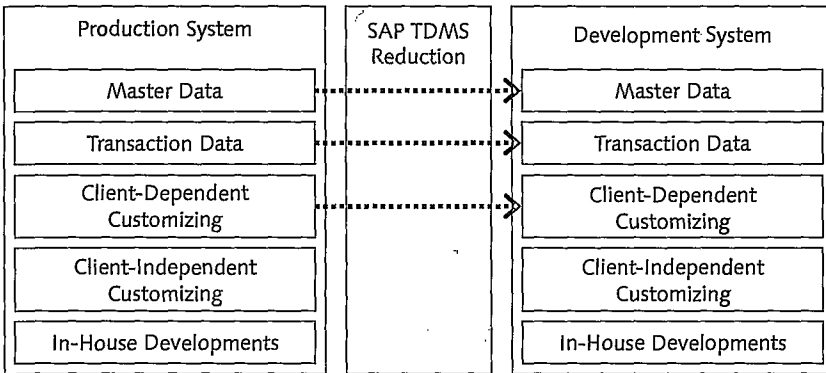 Production System
SAP TDMS
Reduction
Development System
Master Data
Master Data
Transaction Data
Transaction Data
Client-Dependent
Customizing
Client-Dependent
Customizing
Client-Independent
Customizing
Client-Independent
Customizing
In-House Developments
In-House Developments